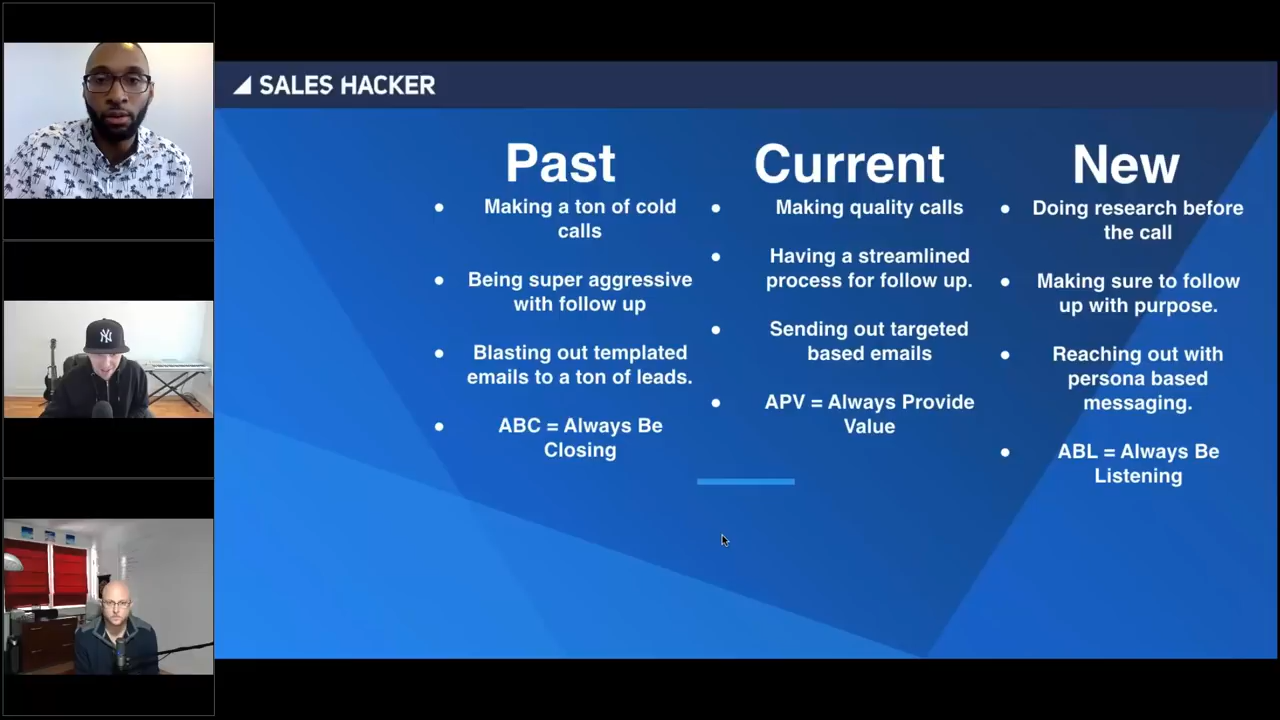 SALES HACKER
Past
Making a ton of cold
calls
Being super aggressive
with follow up
Blasting out templated
emails to a ton of leads.
ABC = Always Be
Closing
Current
Making quality calls
Having a streamlined
process for follow up.
Sending out targeted
based emails
APV = Always Provide
Value
New
Doing research before
the call
Making sure to follow
up with purpose.
Reaching out with
persona based
messaging.
ABL = Always Be
Listening